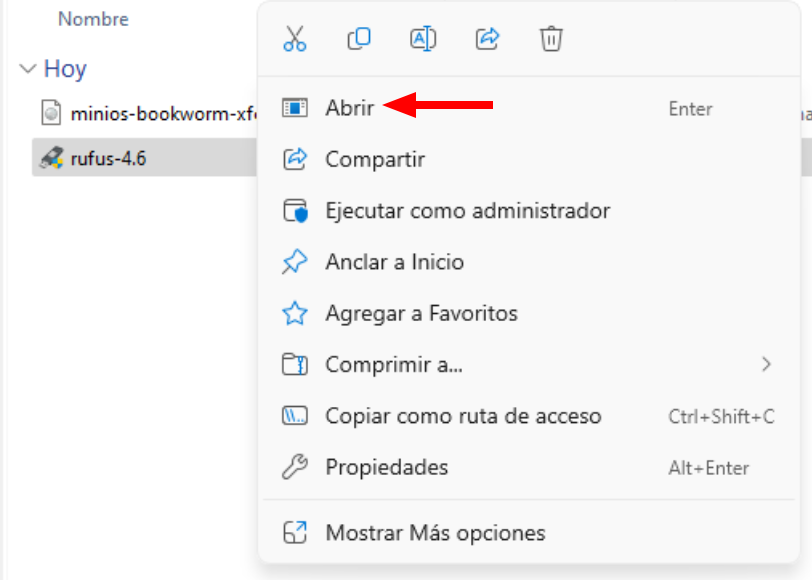 Nombre
Hoy
minios-bookworm-xf
rufus-4.6
Abrir Enter
Compartir
Ejecutar como administrador
Anclar a Inicio
Agregar a Favoritos
Comprimir a...
Copiar como ruta de acceso Ctrl+Shift+C
Propiedades Alt+Enter
Mostrar Más opciones